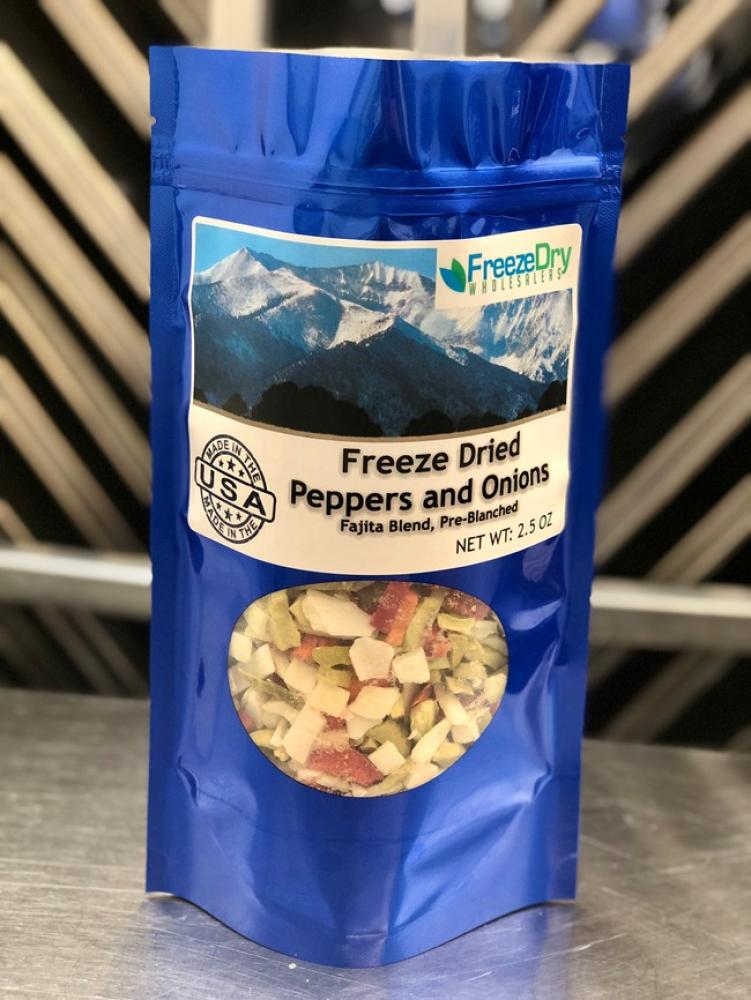 FreezeDry
WHOLESALERS
MADE IN THE
USA
MADE IN THE
Freeze Dried
Peppers and Onions
Fajita Blend, Pre-Blanched
NET WT: 2.5 OZ